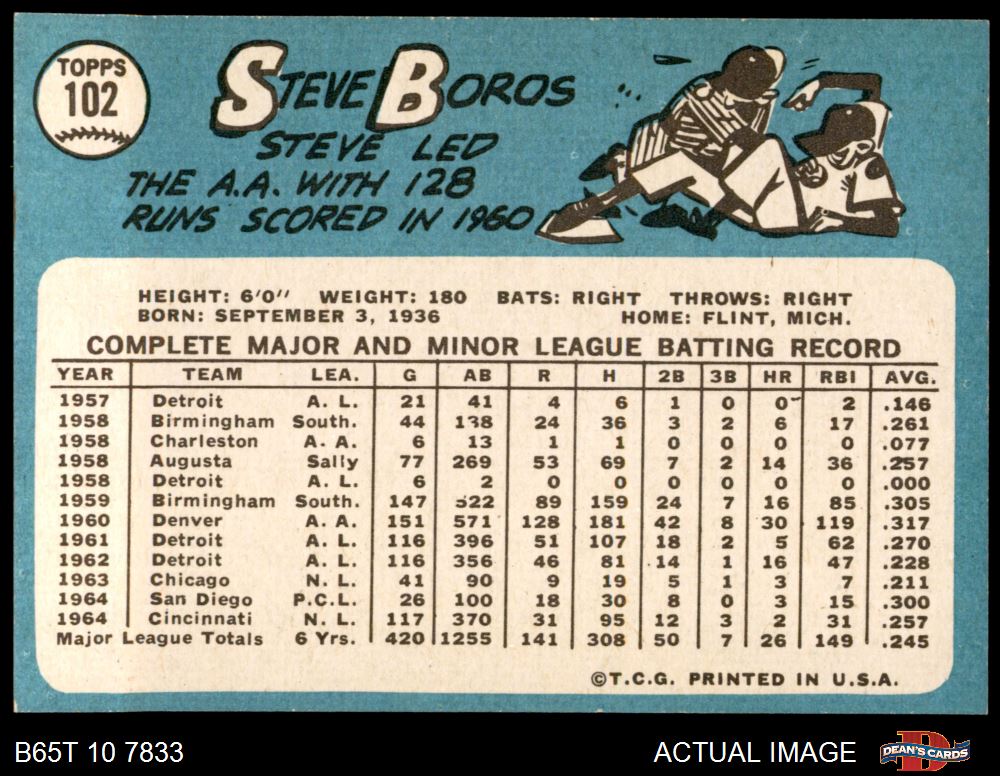 TOPPS
102
STEVE BOROS
STEVE LED
THE A.A. WITH 128
RUNS SCORED IN 1960
HEIGHT: 6'0" WEIGHT: 180 BATS: RIGHT THROWS: RIGHT
BORN: SEPTEMBER 3, 1936 HOME: FLINT, MICH.
COMPLETE MAJOR AND MINOR LEAGUE BATTING RECORD
YEAR TEAM LEA. G AB R H 2B 3B HR RBI AVG.
1957 Detroit A. L. 21 41 4 6 1 0 0 2 .146
1958 Birmingham South. 44 138 24 36 3 2 6 17 .261
1958 Charleston A. A. 6 13 1 1 0 0 0 0 .077
1958 Augusta Sally 77 269 53 69 7 2 14 36 .257
1958 Detroit A. L. 6 2 0 0 0 0 0 0 .000
1959 Birmingham South. 147 522 89 159 24 7 16 85 .305
1960 Denver A. A. 151 571 128 181 42 8 30 119 .317
1961 Detroit A. L. 116 396 51 107 18 2 5 62 .270
1962 Detroit A. L. 116 356 46 81 14 1 16 47 .228
1963 Chicago N. L. 41 90 9 19 5 1 3 7 .211
1964 San Diego P.C.L. 26 100 18 30 8 0 3 15 .300
1964 Cincinnati N. L. 117 370 31 95 12 3 2 31 .257
Major League Totals 6 Yrs. 420 1255 141 308 50 7 26 149 .245
©T.C.G. PRINTED IN U.S.A.
B65T 10 7833 ACTUAL IMAGE DEAN'S CARDS